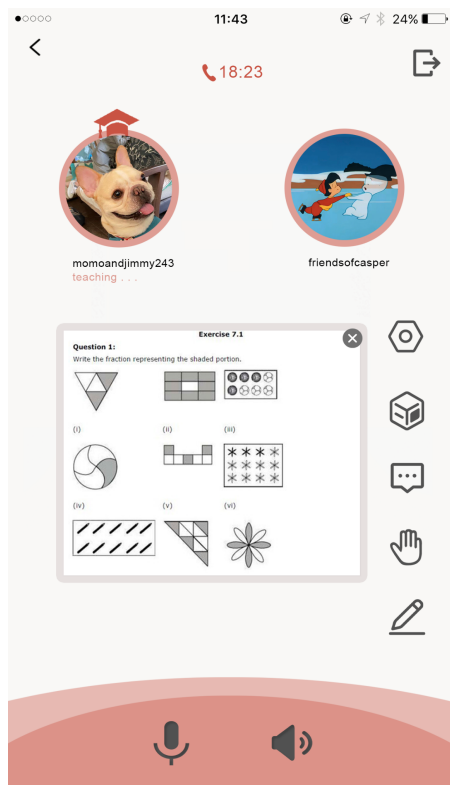 11:43
24%
18:23
momoandjimmy243
teaching . . .
friendsofcasper
Exercise 7.1
Question 1:
Write the fraction representing the shaded portion.
(i)
(ii)
(iii)
(iv)
(v)
(vi)